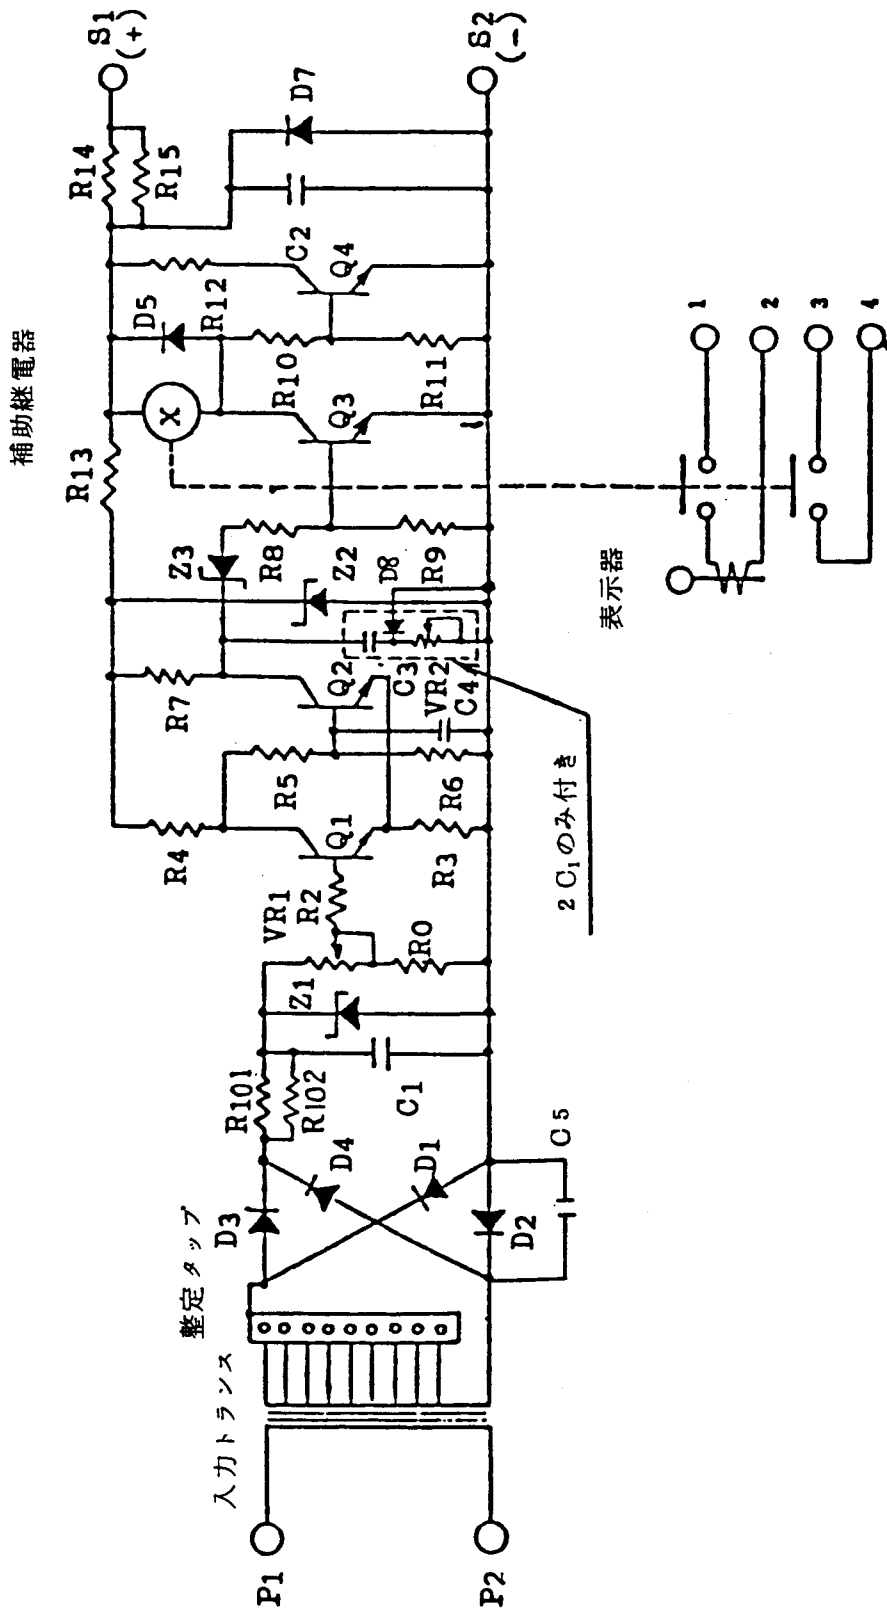 補助継電器
S1
(+)
R14
R15
D7
R13
X
D5
R12
C2
R10
Q4
Q3
R11
Z3
R8
Z2
R9
D8
R7
Q2
C3
VR2
C4
R4
R5
R6
Q1
R3
2C₁のみ付き
VR1
R2
R0
Z1
R101
R102
C1
D3
D4
D1
D2
C5
整定タップ
入力トランス
P1
P2
S2
(-)
表示器
1
2
3
4